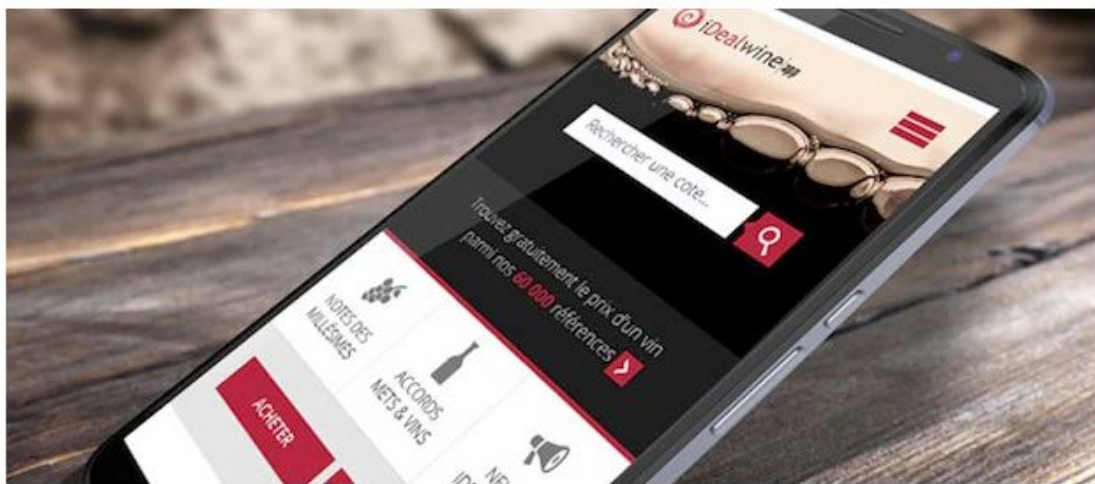 iDealwine
Rechercher une cote...
Trouvez gratuitement le prix d'un vin
parmi nos 60 000 références
NOTES DES
MILLÉSIMES
ACCORDS
METS & VINS
ACHETER